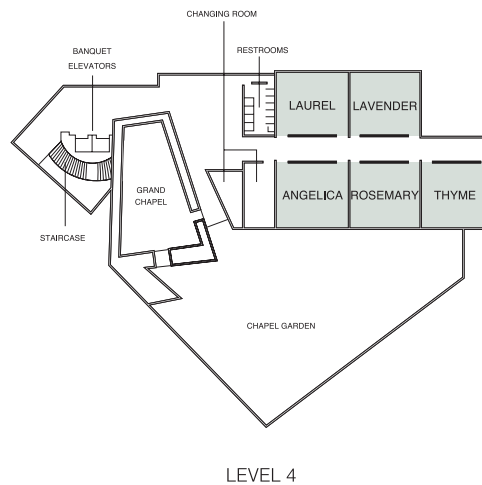 CHANGING ROOM
BANQUET
ELEVATORS
RESTROOMS
LAUREL
LAVENDER
GRAND
CHAPEL
ANGELICA
ROSEMARY
THYME
STAIRCASE
CHAPEL GARDEN
LEVEL 4